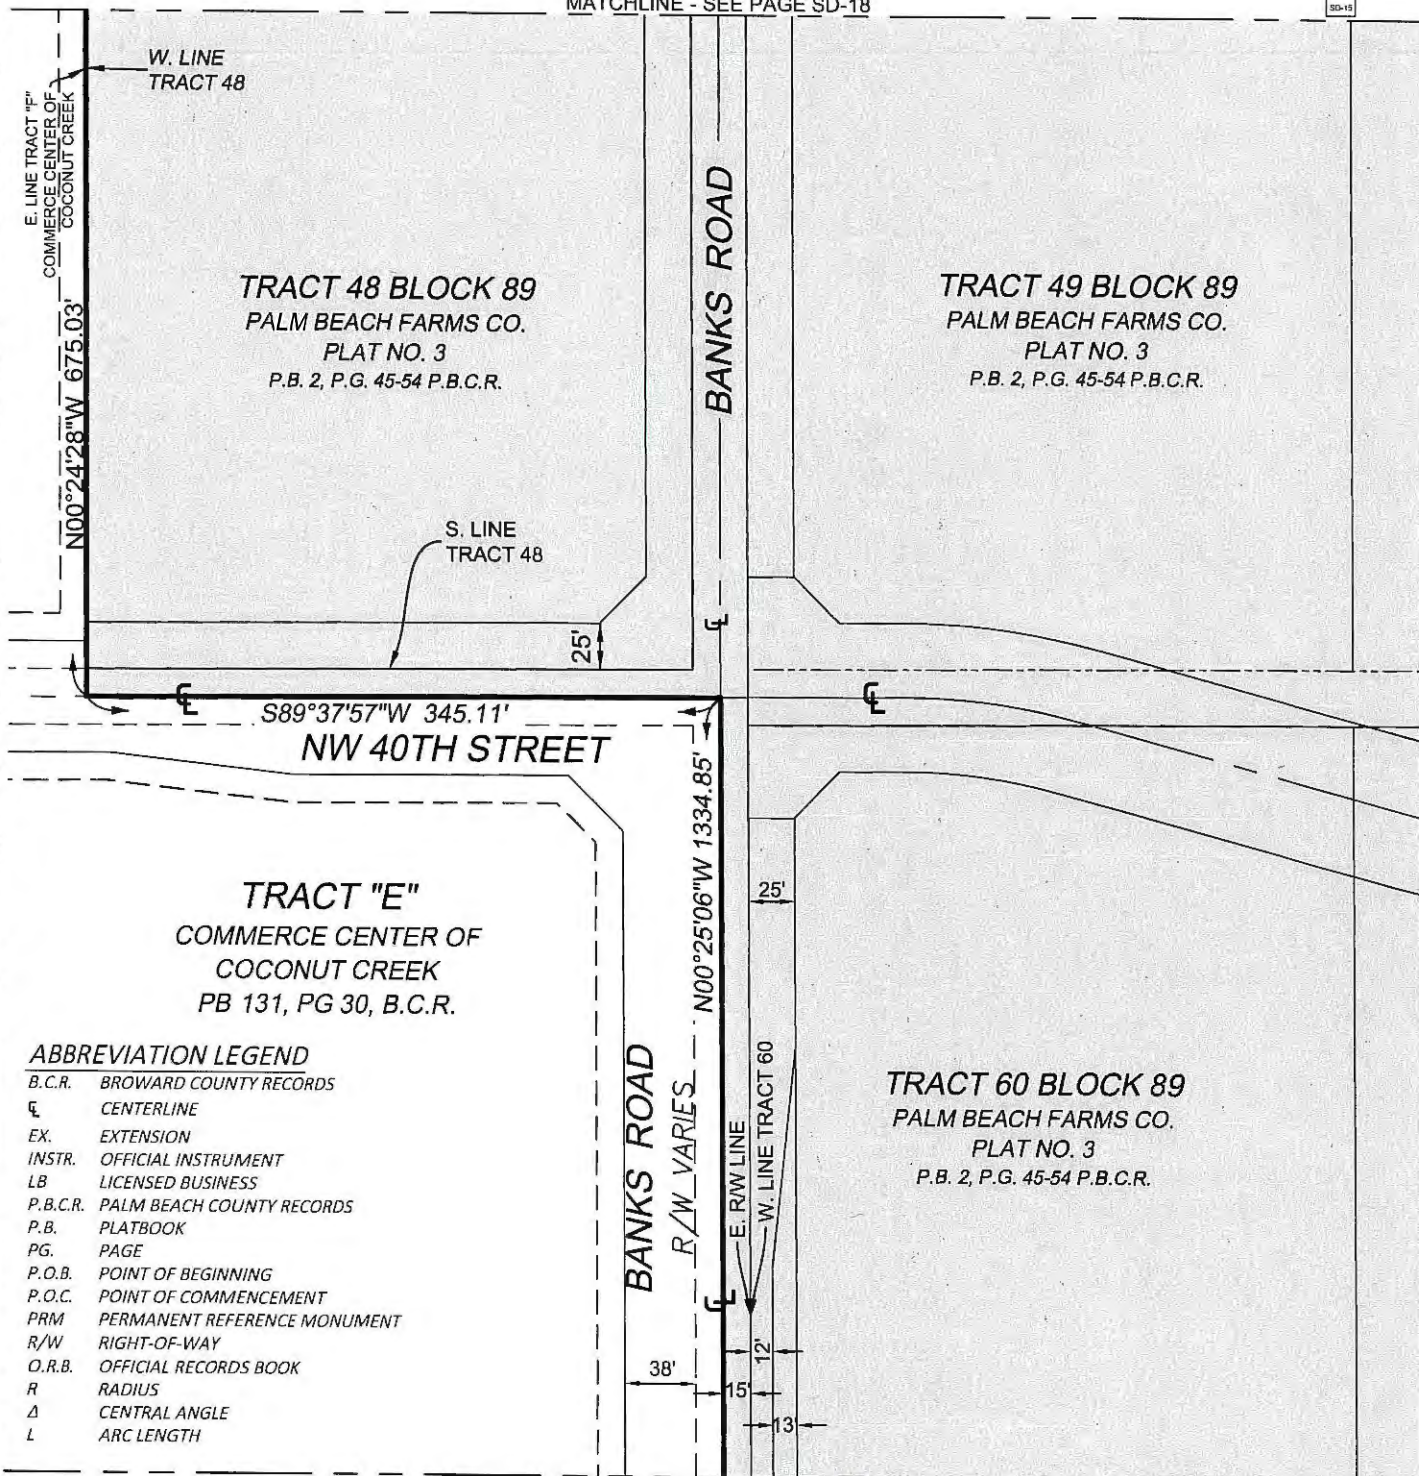 MATCHLINE - SEE PAGE SD-18
SD-15
W. LINE
TRACT 48
E. LINE TRACT "F"
COMMERCE CENTER OF
COCONUT CREEK
N00°24'28"W 675.03'
TRACT 48 BLOCK 89
PALM BEACH FARMS CO.
PLAT NO. 3
P.B. 2, P.G. 45-54 P.B.C.R.
BANKS ROAD
TRACT 49 BLOCK 89
PALM BEACH FARMS CO.
PLAT NO. 3
P.B. 2, P.G. 45-54 P.B.C.R.
S. LINE
TRACT 48
25'
℄
℄
℄
S89°37'57"W 345.11'
NW 40TH STREET
N00°25'06"W 1334.85'
25'
TRACT "E"
COMMERCE CENTER OF
COCONUT CREEK
PB 131, PG 30, B.C.R.
BANKS ROAD
R/W VARIES
E. R/W LINE
W. LINE TRACT 60
TRACT 60 BLOCK 89
PALM BEACH FARMS CO.
PLAT NO. 3
P.B. 2, P.G. 45-54 P.B.C.R.
℄
38'
15'
12'
13'
ABBREVIATION LEGEND
B.C.R. BROWARD COUNTY RECORDS
℄ CENTERLINE
EX. EXTENSION
INSTR. OFFICIAL INSTRUMENT
LB LICENSED BUSINESS
P.B.C.R. PALM BEACH COUNTY RECORDS
P.B. PLATBOOK
PG. PAGE
P.O.B. POINT OF BEGINNING
P.O.C. POINT OF COMMENCEMENT
PRM PERMANENT REFERENCE MONUMENT
R/W RIGHT-OF-WAY
O.R.B. OFFICIAL RECORDS BOOK
R RADIUS
Δ CENTRAL ANGLE
L ARC LENGTH